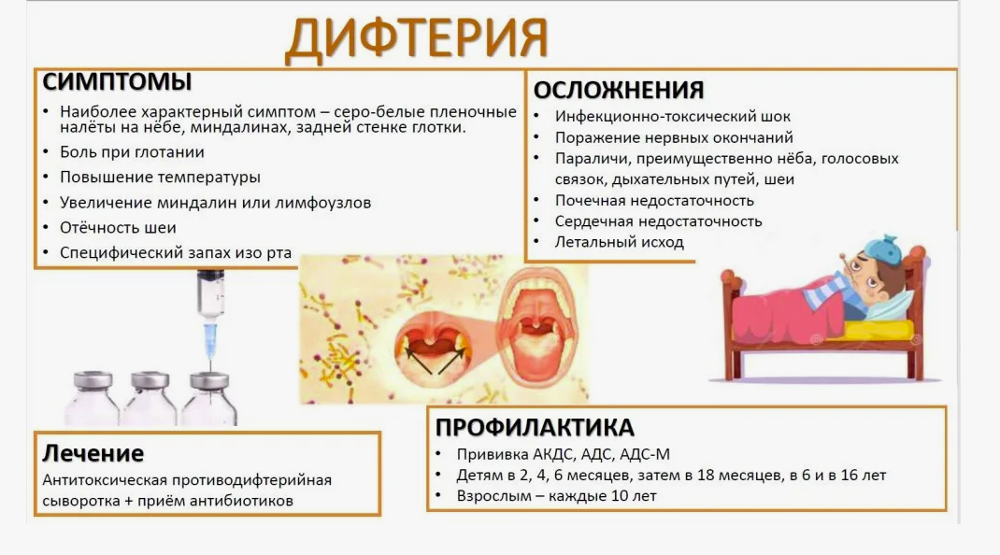 ДИФТЕРИЯ
СИМПТОМЫ
• Наиболее характерный симптом – серо-белые пленочные
налёты на нёбе, миндалинах, задней стенке глотки.
• Боль при глотании
• Повышение температуры
• Увеличение миндалин или лимфоузлов
• Отёчность шеи
• Специфический запах изо рта
ОСЛОЖНЕНИЯ
• Инфекционно-токсический шок
• Поражение нервных окончаний
• Параличи, преимущественно нёба, голосовых
связок, дыхательных путей, шеи
• Почечная недостаточность
• Сердечная недостаточность
• Летальный исход
Лечение
Антитоксическая противодифтерийная
сыворотка + приём антибиотиков
ПРОФИЛАКТИКА
• Прививка АКДС, АДС, АДС-М
• Детям в 2, 4, 6 месяцев, затем в 18 месяцев, в 6 и в 16 лет
• Взрослым – каждые 10 лет